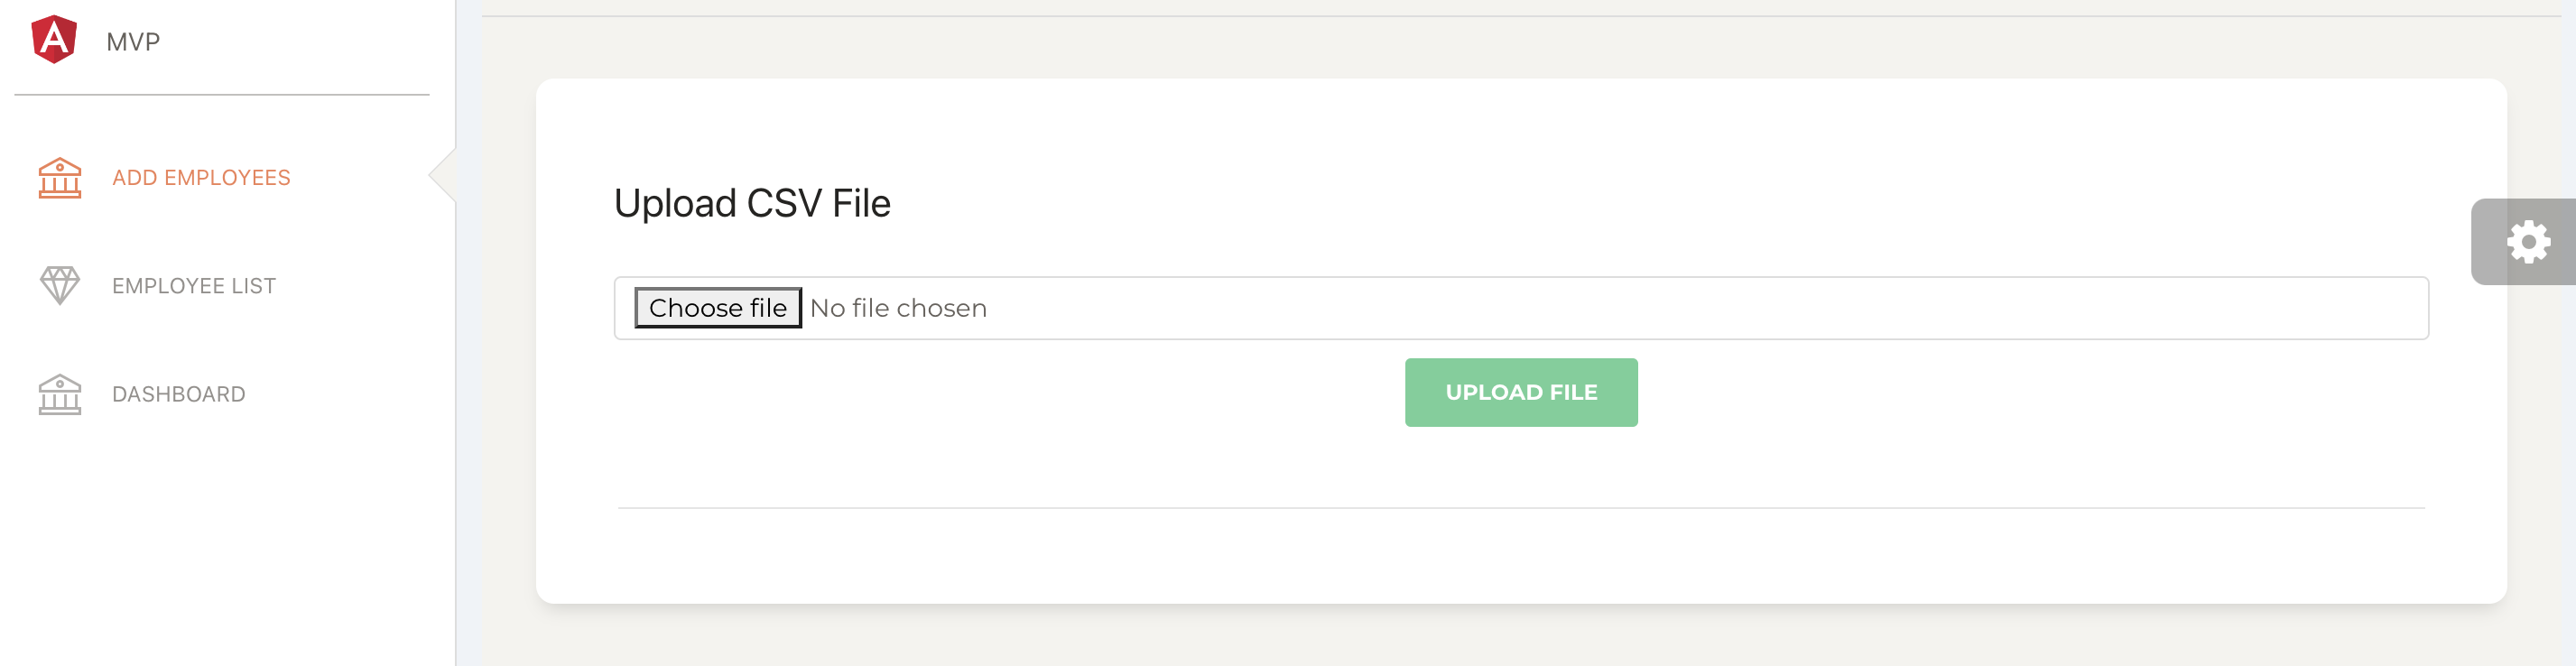 MVP
ADD EMPLOYEES
EMPLOYEE LIST
DASHBOARD
Upload CSV File
Choose file No file chosen
UPLOAD FILE